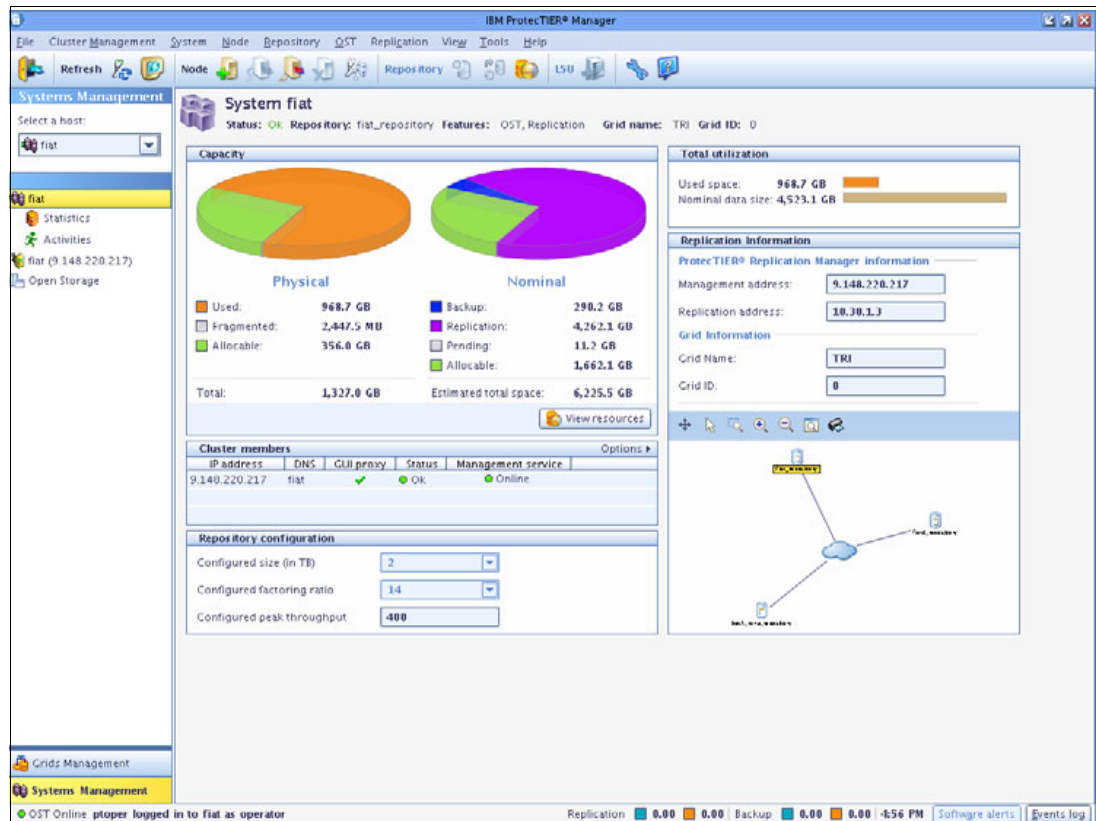 IBM ProtecTIER® Manager
File Cluster Management System Node Repository OST Replication View Tools Help
Refresh Node Repository LSU
Systems Management
Select a host:
fiat
fiat
Statistics
Activities
fiat (9.148.220.217)
Open Storage
Grids Management
Systems Management
System fiat
Status: Ok Repository: fiat_repository Features: OST, Replication Grid name: TRI Grid ID: 0
Capacity
Physical
Used: 968.7 GB
Fragmented: 2,447.5 MB
Allocable: 356.0 GB
Total: 1,327.0 GB
Nominal
Backup: 290.2 GB
Replication: 4,262.1 GB
Pending: 11.2 GB
Allocable: 1,662.1 GB
Estimated total space: 6,225.5 GB
View resources
Cluster members Options
IP address DNS GUI proxy Status Management service
9.148.220.217 fiat Ok Online
Repository configuration
Configured size (in TB) 2
Configured factoring ratio 14
Configured peak throughput 400
Total utilization
Used space: 968.7 GB
Nominal data size: 4,523.1 GB
Replication Information
ProtecTIER® Replication Manager information
Management address: 9.148.220.217
Replication address: 10.30.1.3
Grid Information
Grid Name: TRI
Grid ID: 0
fiat_repository
OST Online ptoper logged in to fiat as operator
Replication 0.00 0.00 Backup 0.00 0.00 4:56 PM Software alerts Events log